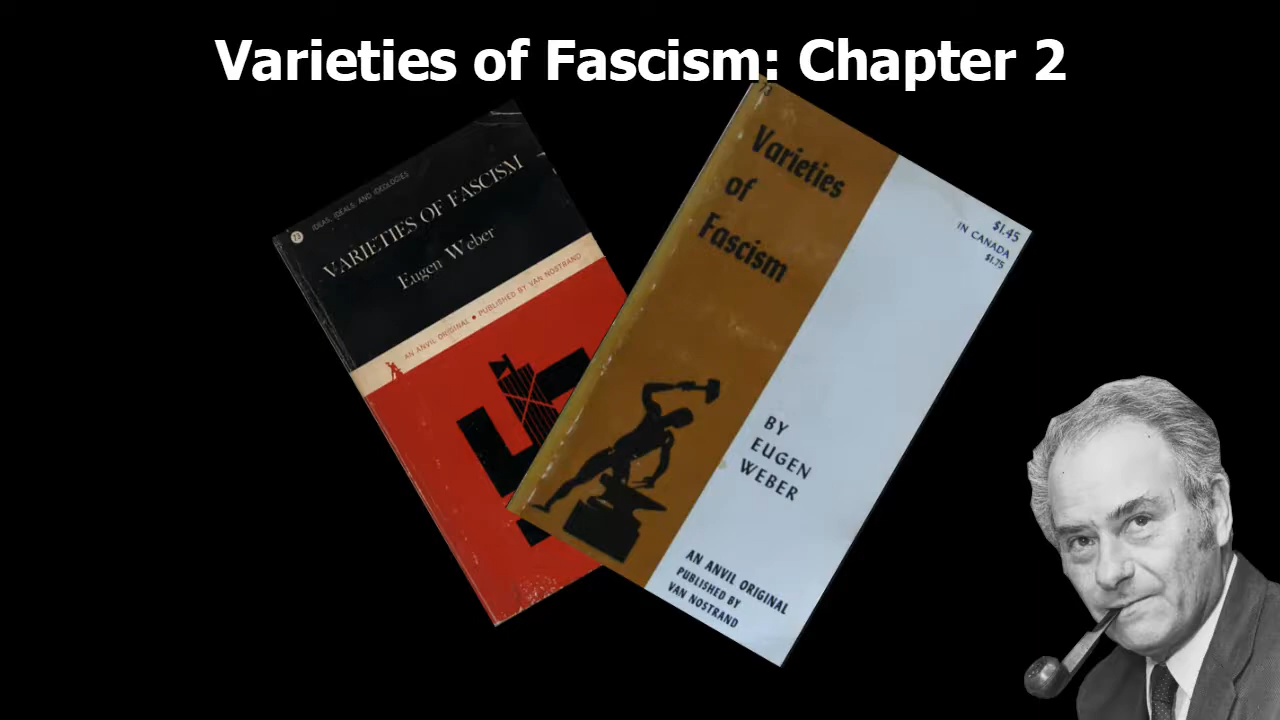 Varieties of Fascism: Chapter 2
73
IDEAS, IDEALS, AND IDEOLOGIES
VARIETIES OF FASCISM
Eugen Weber
AN ANVIL ORIGINAL • PUBLISHED BY VAN NOSTRAND
73
Varieties
of
Fascism
$1.45
IN CANADA
$1.75
BY
EUGEN
WEBER
AN ANVIL ORIGINAL
PUBLISHED BY
VAN NOSTRAND